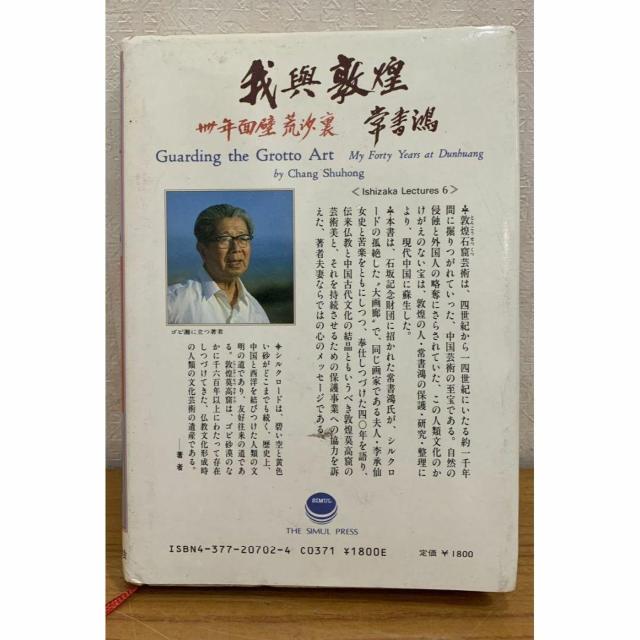 我與敦煌
卌年面壁荒沙裏 常書鴻
Guarding the Grotto Art My Forty Years at Dunhuang
by Chang Shuhong
〈Ishizaka Lectures 6〉
✦敦煌石窟芸術は、四世紀から一四世紀にいたる約一千年
間に掘りつがれていった、中国芸術の至宝である。自然の
侵蝕と外国人の略奪にさらされていた、この人類文化のか
けがえのない宝は、敦煌の人・常書鴻の保護・研究・整理に
より、現代中国に蘇生した。
✦本書は、石坂記念財団に招かれた常書鴻氏が、シルクロ
ードの孤絶した“大画廊”で、同じ画家である夫人・李承仙
女史と苦楽をともにしつつ、奉仕しつづけた四〇年を語り、
伝来仏教と中国古代文化の結晶ともいうべき敦煌莫高窟の
芸術美と、それを持続させるための保護事業への協力を訴
えた、著者夫妻ならではの心のメッセージである。
ゴビ灘に立つ著者
✦シルクロードは、碧い空と黄色
い砂がどこまでも続く、歴史上、
中国と西洋を結びつけた人類の文
明の道であり、友好往来の道であ
る。敦煌莫高窟は、ゴビ砂漠のな
かに千六百年以上にわたって存在
しつづけてきた、仏教文化形成時
の人類の文化芸術の遺産である。
——著者
SIMUL
THE SIMUL PRESS
ISBN4-377-20702-4 C0371 ¥1800E
定価 ¥1800